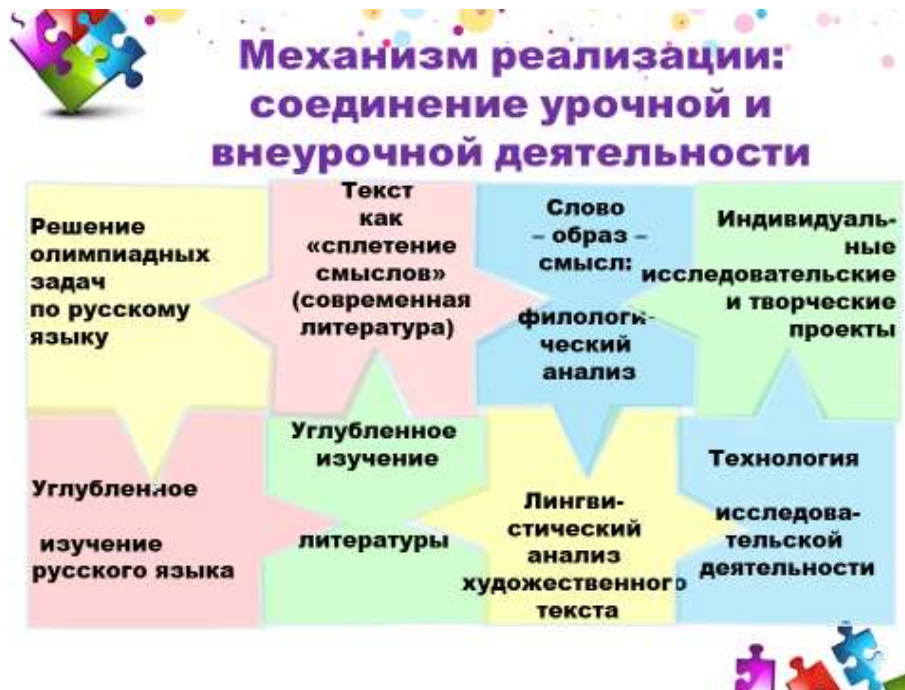 Механизм реализации:
соединение урочной и
внеурочной деятельности
Решение
олимпиадных
задач
по русскому
языку
Текст
как
«сплетение
смыслов»
(современная
литература)
Слово
– образ –
смысл:
филологи-
ческий
анализ
Индивидуаль-
ные
исследовательские
и творческие
проекты
Углубленное
изучение
русского языка
Углубленное
изучение
литературы
Лингви-
стический
анализ
художественного
текста
Технология
исследова-
тельской
деятельности